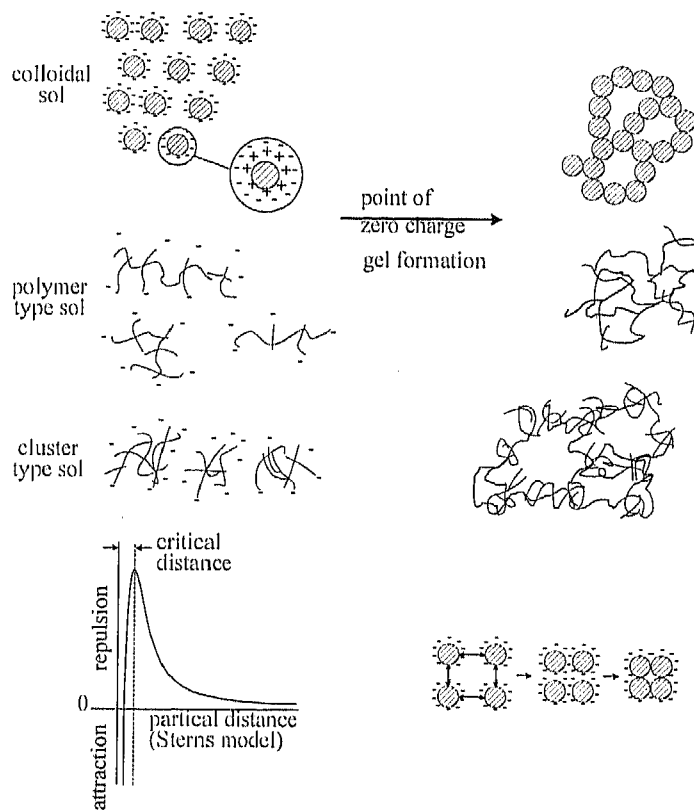 colloidal
sol
point of
zero charge
gel formation
polymer
type sol
cluster
type sol
critical
distance
repulsion
0
partical distance
(Sterns model)
attraction